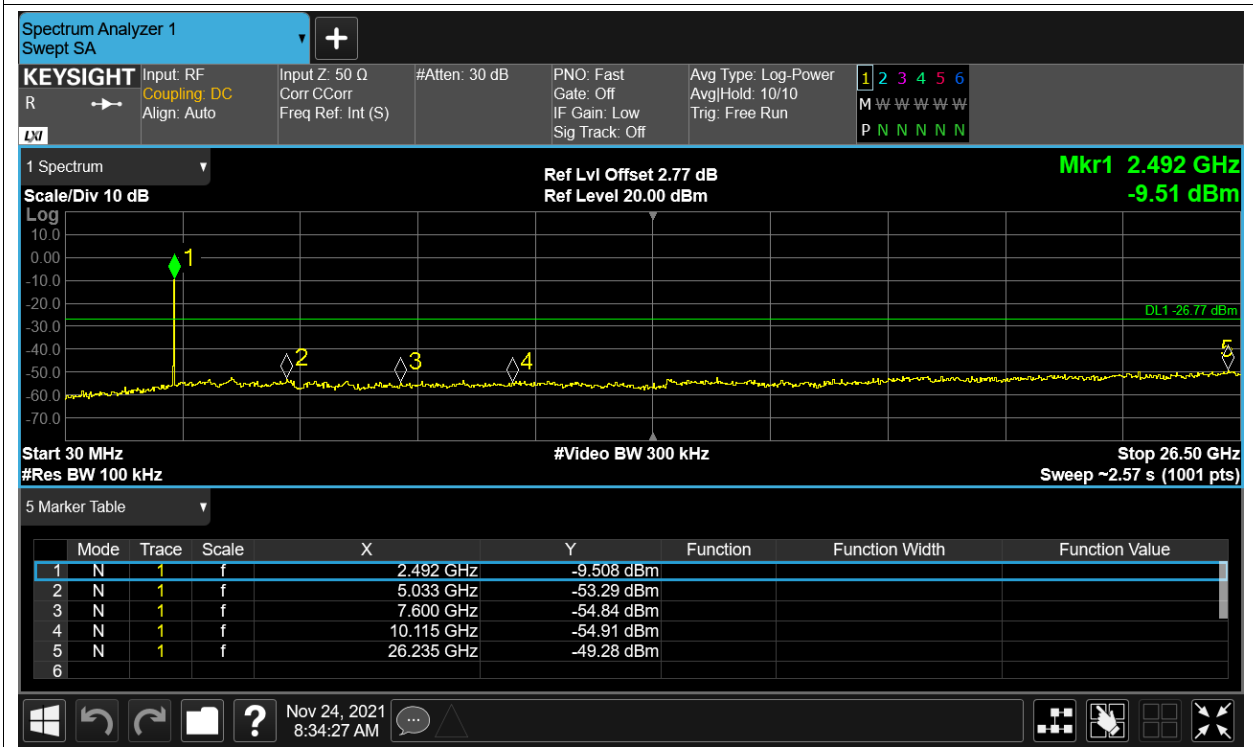 Spectrum Analyzer 1
Swept SA
+
KEYSIGHT Input: RF Input Z: 50 Ω #Atten: 30 dB PNO: Fast Avg Type: Log-Power 1 2 3 4 5 6
R Coupling: DC Corr CCorr Gate: Off Avg|Hold: 10/10 M W W W W W
Align: Auto Freq Ref: Int (S) IF Gain: Low Trig: Free Run
LXI Sig Track: Off P N N N N N
1 Spectrum Ref Lvl Offset 2.77 dB Mkr1 2.492 GHz
Scale/Div 10 dB Ref Level 20.00 dBm -9.51 dBm
Log
10.0
0.00 1
-10.0
-20.0
DL1 -26.77 dBm
-30.0
-40.0 2 3 4 5
-50.0
-60.0
-70.0
Start 30 MHz #Video BW 300 kHz Stop 26.50 GHz
#Res BW 100 kHz Sweep ~2.57 s (1001 pts)
5 Marker Table
Mode Trace Scale X Y Function Function Width Function Value
1 N 1 f 2.492 GHz -9.508 dBm
2 N 1 f 5.033 GHz -53.29 dBm
3 N 1 f 7.600 GHz -54.84 dBm
4 N 1 f 10.115 GHz -54.91 dBm
5 N 1 f 26.235 GHz -49.28 dBm
6
? Nov 24, 2021
8:34:27 AM